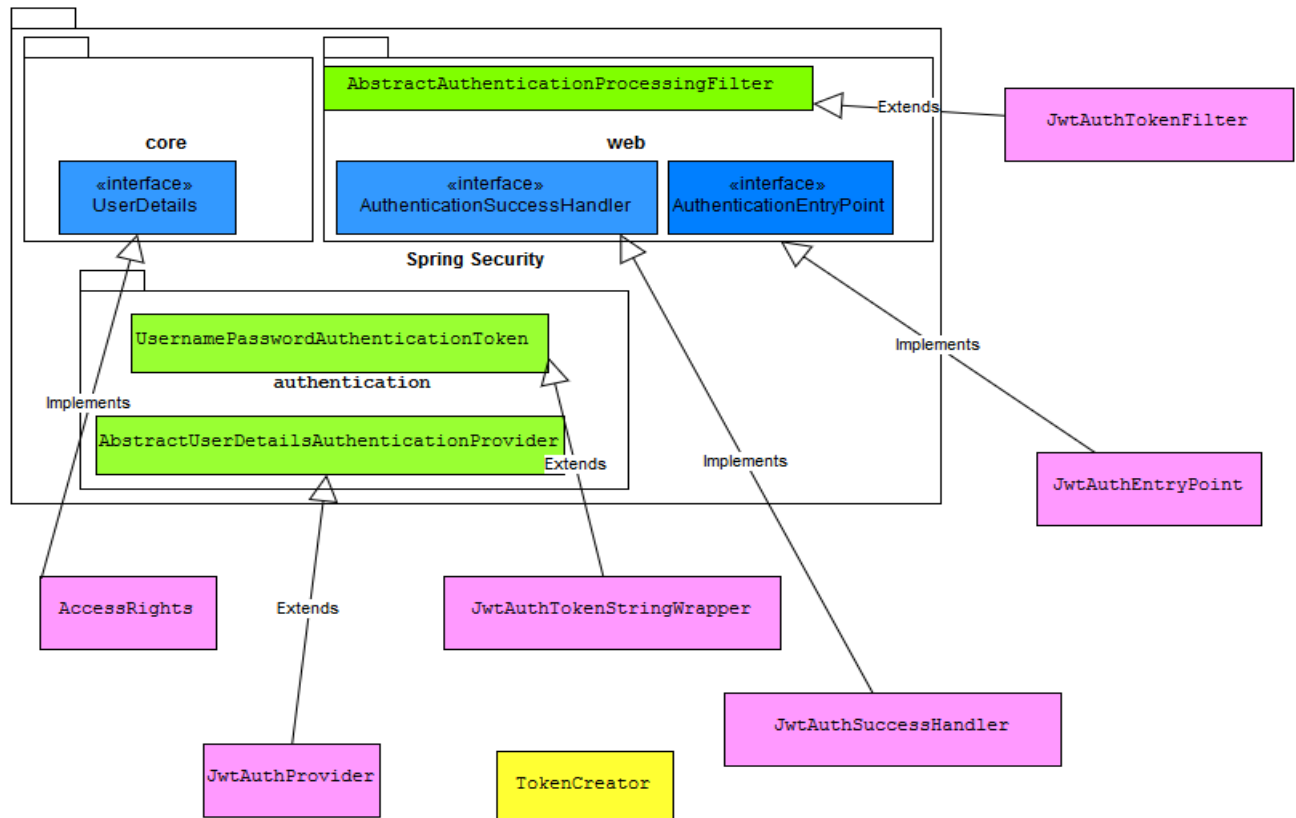 AbstractAuthenticationProcessingFilter
Extends
JwtAuthTokenFilter
core
web
«interface»
UserDetails
«interface»
AuthenticationSuccessHandler
«interface»
AuthenticationEntryPoint
Spring Security
UsernamePasswordAuthenticationToken
authentication
Implements
Implements
AbstractUserDetailsAuthenticationProvider
Extends
Implements
JwtAuthEntryPoint
AccessRights
Extends
JwtAuthTokenStringWrapper
JwtAuthSuccessHandler
JwtAuthProvider
TokenCreator